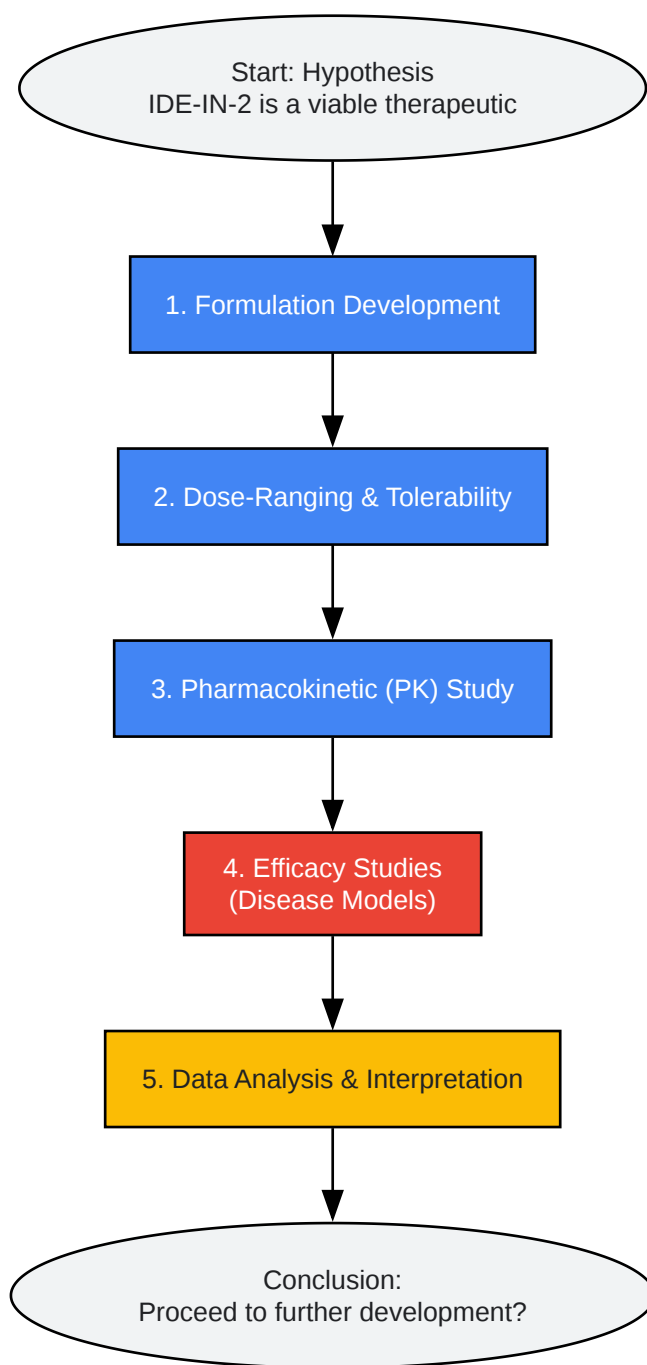 Start: Hypothesis
IDE-IN-2 is a viable therapeutic
1. Formulation Development
2. Dose-Ranging & Tolerability
3. Pharmacokinetic (PK) Study
4. Efficacy Studies
(Disease Models)
5. Data Analysis & Interpretation
Conclusion:
Proceed to further development?